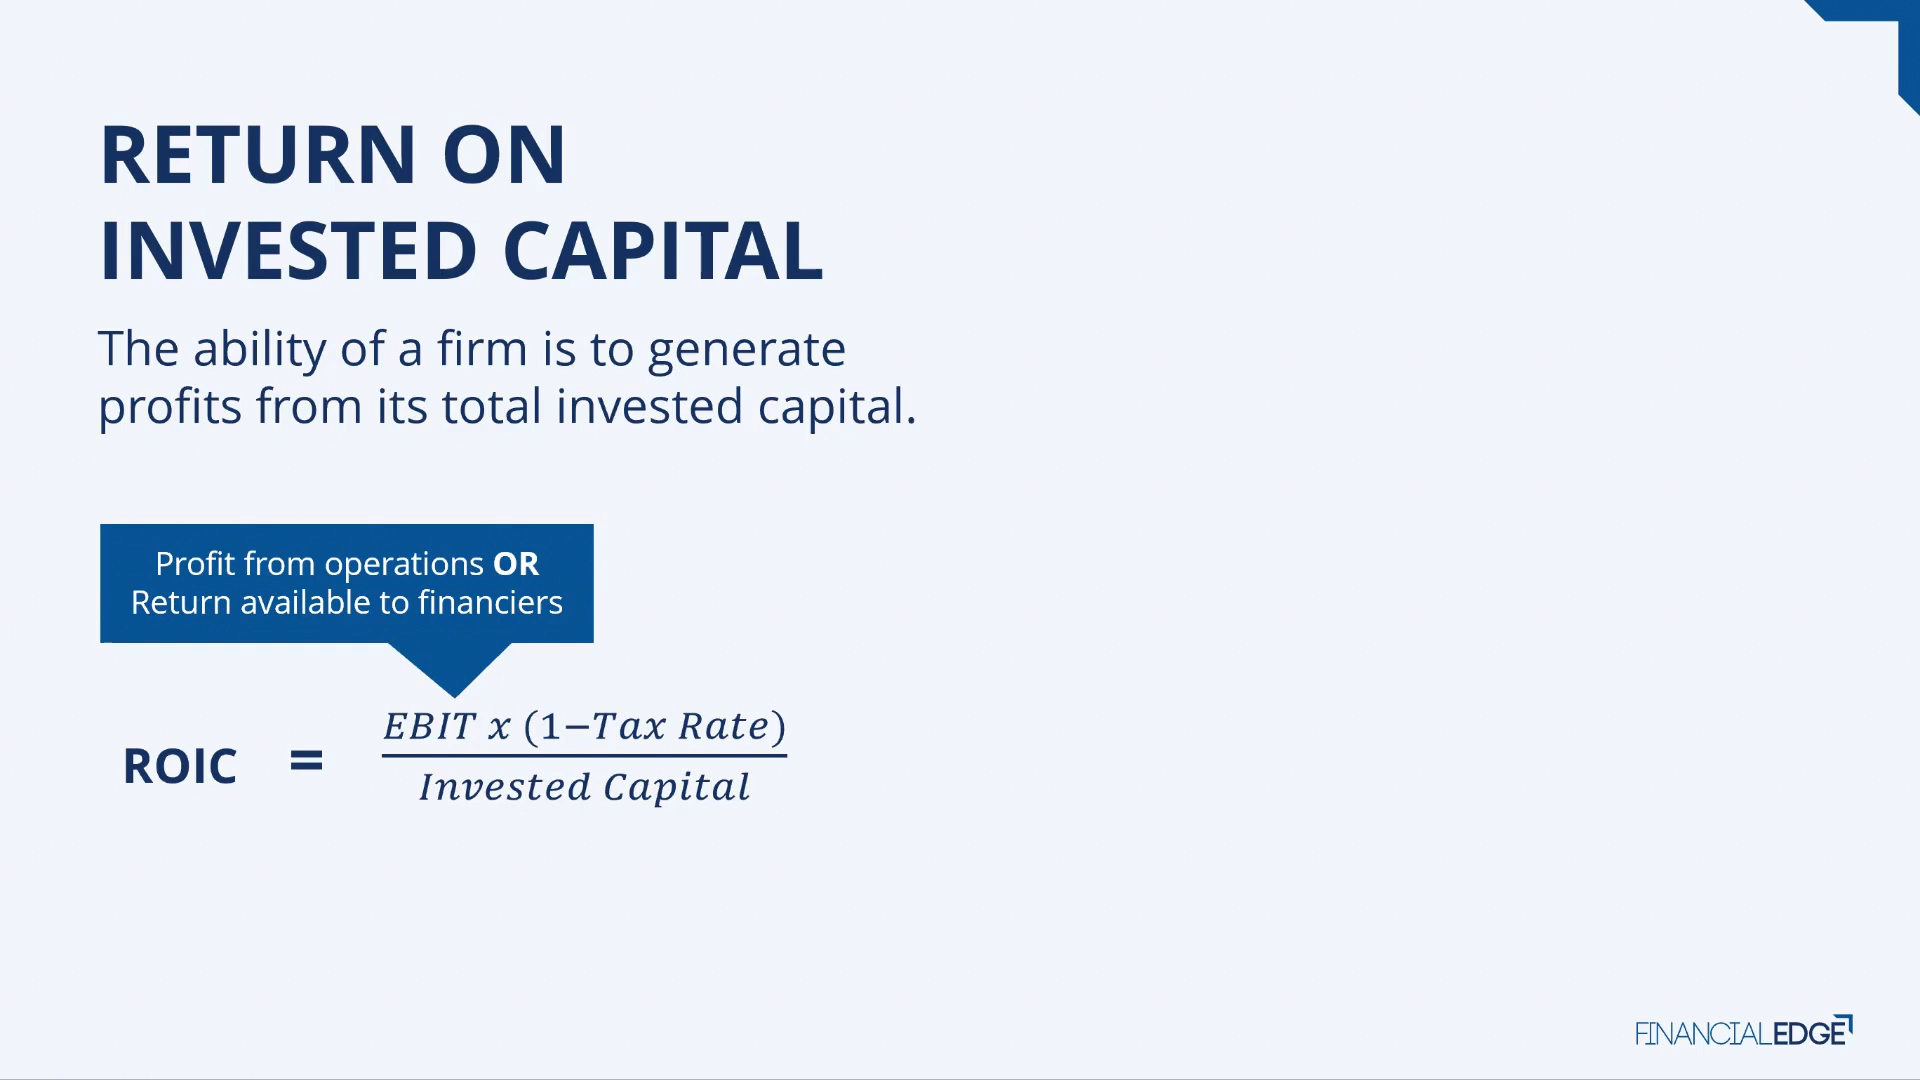 RETURN ON
INVESTED CAPITAL
The ability of a firm is to generate
profits from its total invested capital.
Profit from operations OR
Return available to financiers
ROIC = EBIT x (1−Tax Rate)
Invested Capital
FINANCIALEDGE